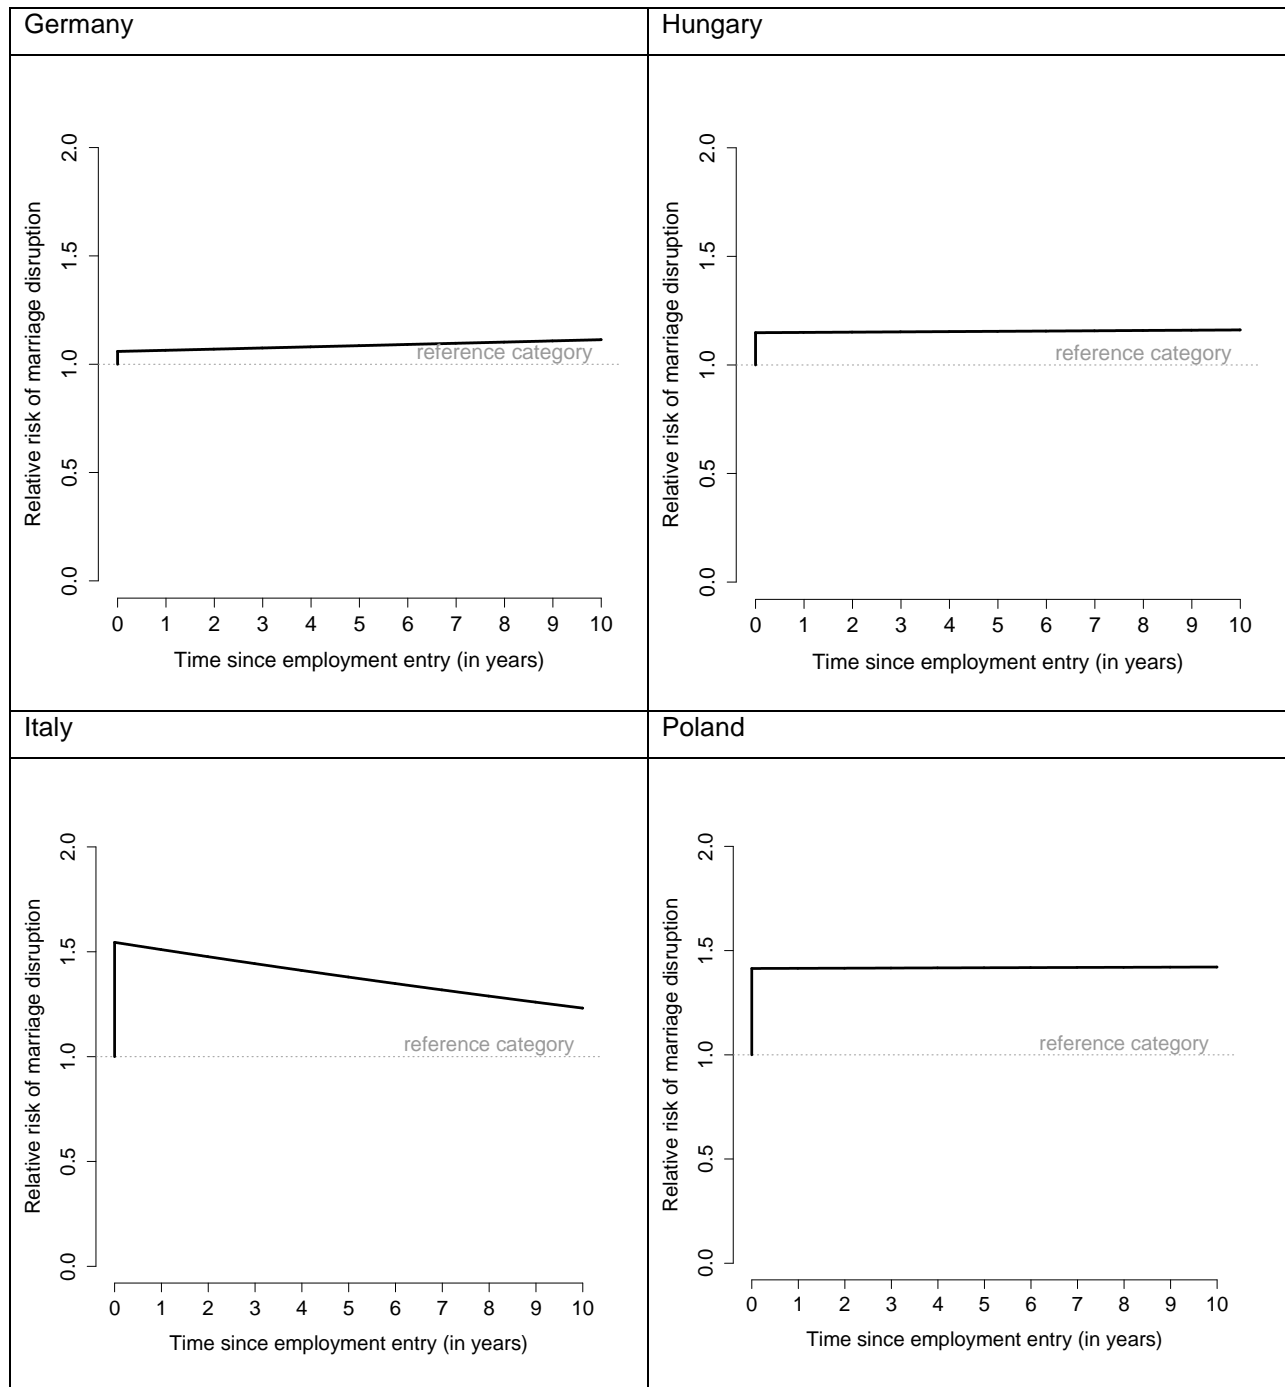 Germany
Hungary
Relative risk of marriage disruption
2.0
1.5
1.0
0.5
0.0
reference category
0 1 2 3 4 5 6 7 8 9 10
Time since employment entry (in years)
Relative risk of marriage disruption
2.0
1.5
1.0
0.5
0.0
reference category
0 1 2 3 4 5 6 7 8 9 10
Time since employment entry (in years)
Italy
Poland
Relative risk of marriage disruption
2.0
1.5
1.0
0.5
0.0
reference category
0 1 2 3 4 5 6 7 8 9 10
Time since employment entry (in years)
Relative risk of marriage disruption
2.0
1.5
1.0
0.5
0.0
reference category
0 1 2 3 4 5 6 7 8 9 10
Time since employment entry (in years)